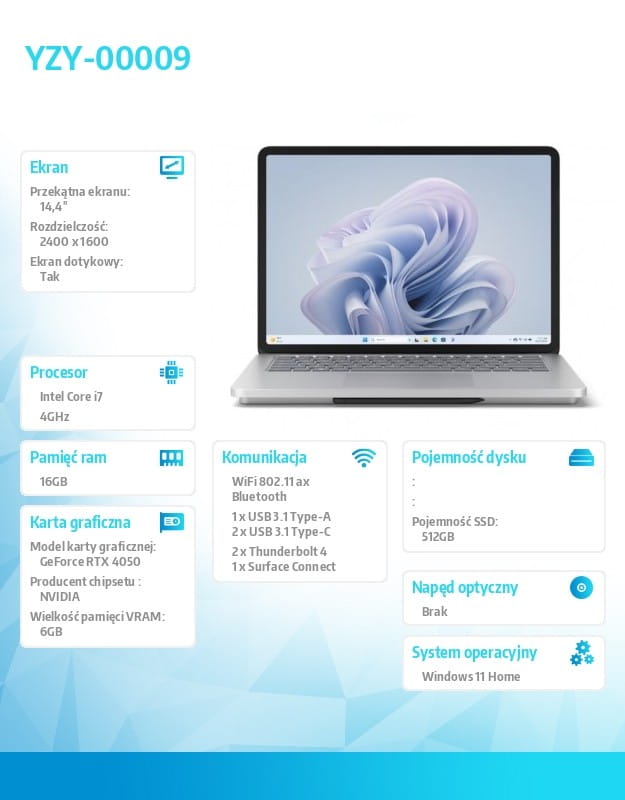 YZY-00009
Ekran
Przekątna ekranu:
14,4"
Rozdzielczość:
2400 x 1600
Ekran dotykowy:
Tak
Procesor
Intel Core i7
4GHz
Pamięć ram
16GB
Karta graficzna
Model karty graficznej:
GeForce RTX 4050
Producent chipsetu :
NVIDIA
Wielkość pamięci VRAM:
6GB
Komunikacja
WiFi 802.11 ax
Bluetooth
1 x USB 3.1 Type-A
2 x USB 3.1 Type-C
2 x Thunderbolt 4
1 x Surface Connect
Pojemność dysku
:
:
Pojemność SSD:
512GB
Napęd optyczny
Brak
System operacyjny
Windows 11 Home